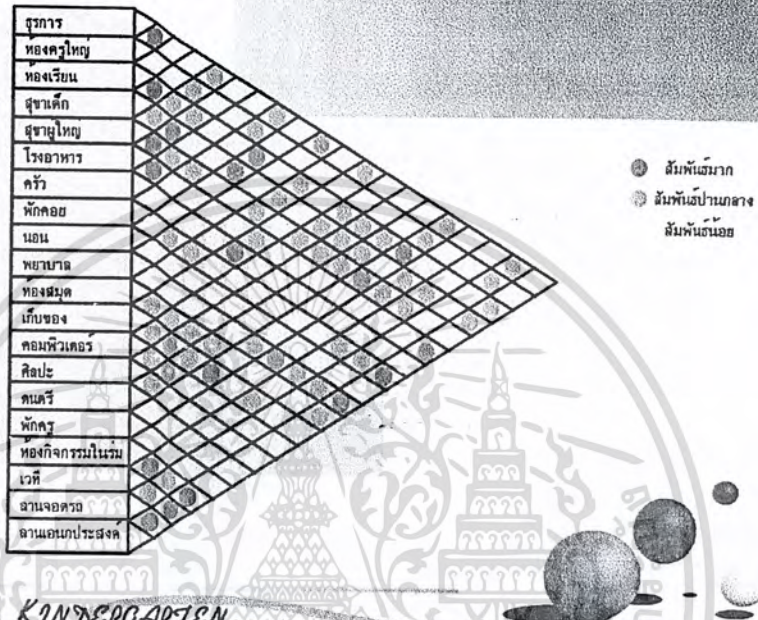 ธุรการ
ห้องครูใหญ่
ห้องเรียน
สุขาเด็ก
สุขาผู้ใหญ่
โรงอาหาร
ครัว
พักคอย
นอน
พยาบาล
ห้องสมุด
เก็บของ
คอมพิวเตอร์
ศิลปะ
ดนตรี
พักครู
ห้องกิจกรรมในร่ม
เวที
ลานจอดรถ
ลานเอนกประสงค์
สัมพันธ์มาก
สัมพันธ์ปานกลาง
สัมพันธ์น้อย
KINDERGARTEN